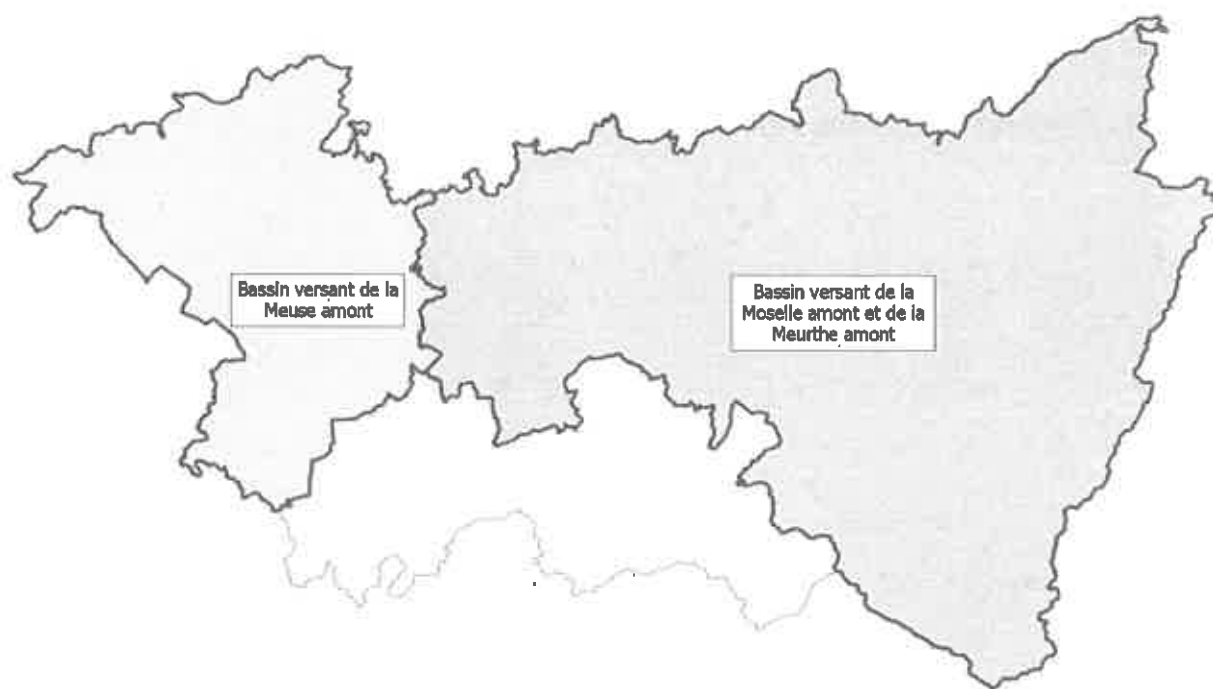 Bassin versant de la
Meuse amont
Bassin versant de la
Moselle amont et de la
Meurthe amont